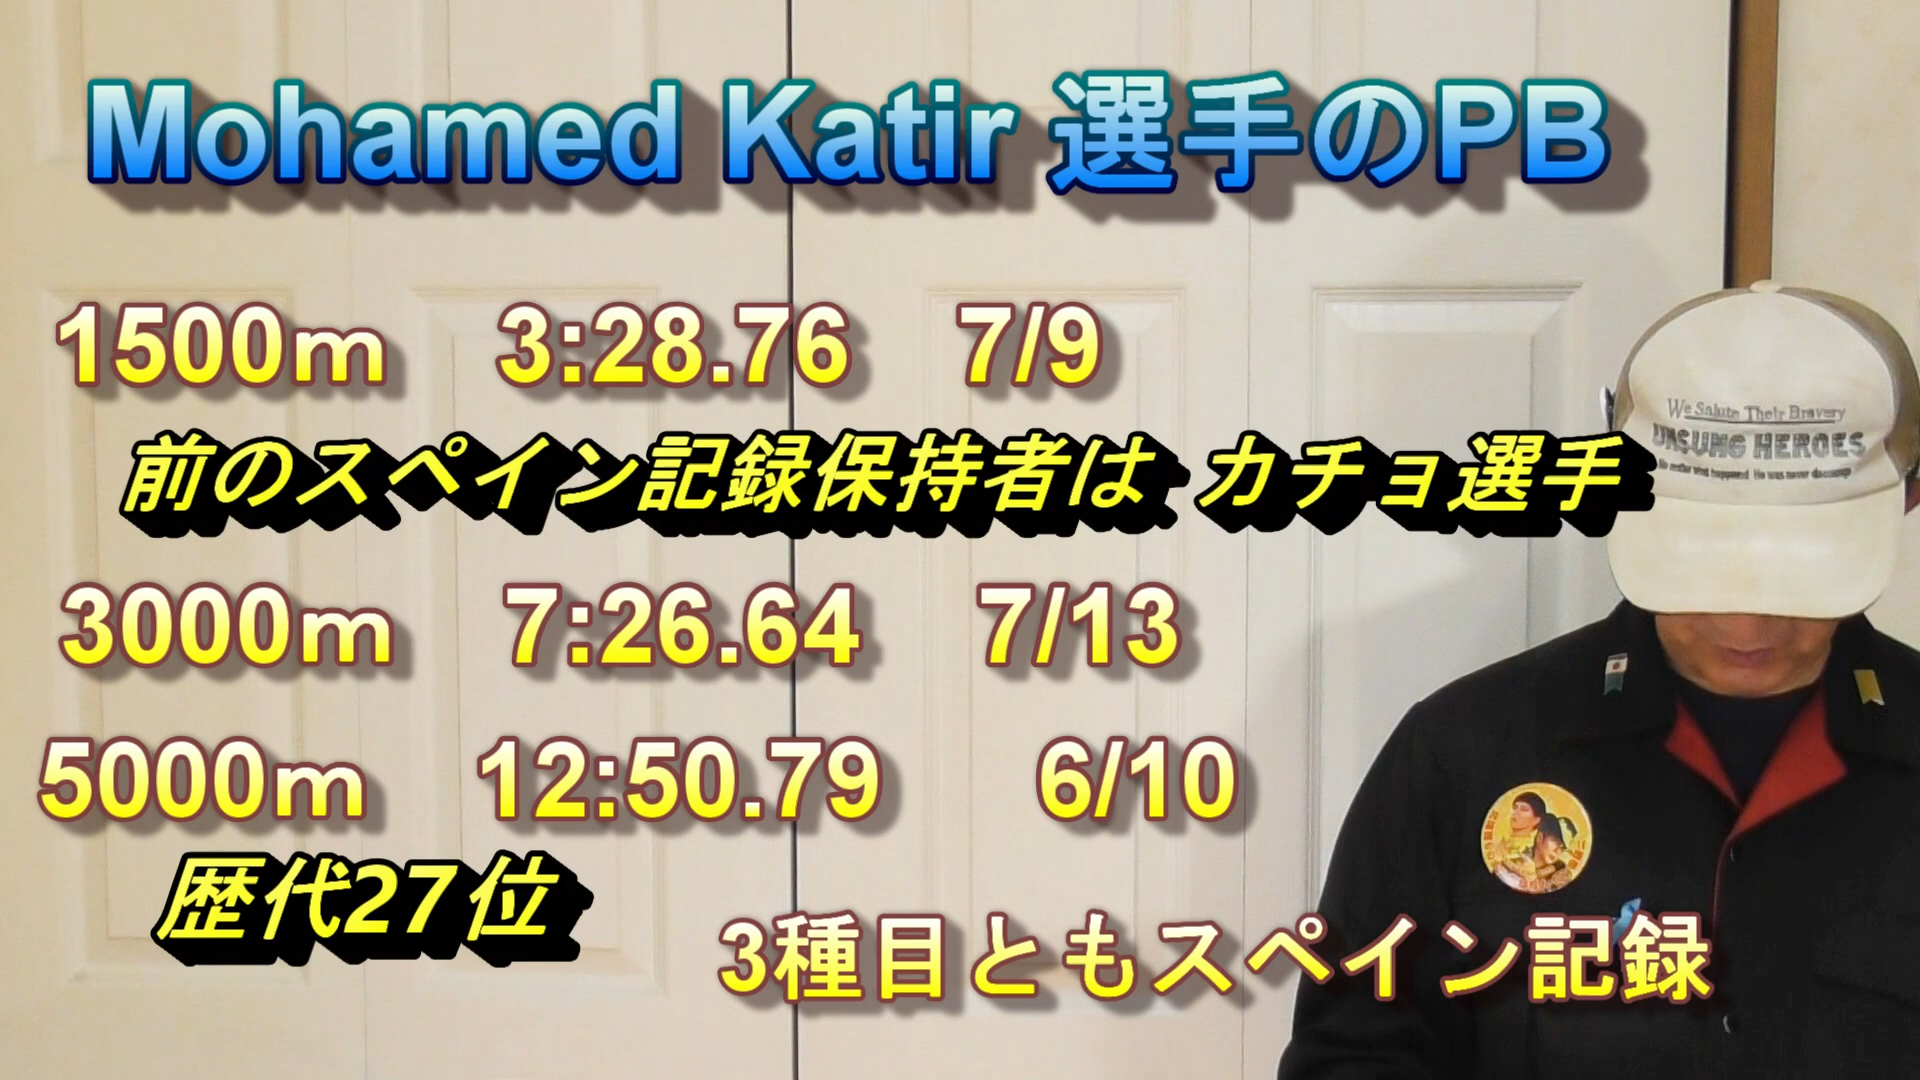 Mohamed Katir 選手のPB
1500m 3:28.76 7/9
前のスペイン記録保持者は カチョ選手
3000m 7:26.64 7/13
5000m 12:50.79 6/10
歴代27位
3種目ともスペイン記録
We Salute Their Bravery
UNSUNG HEROES